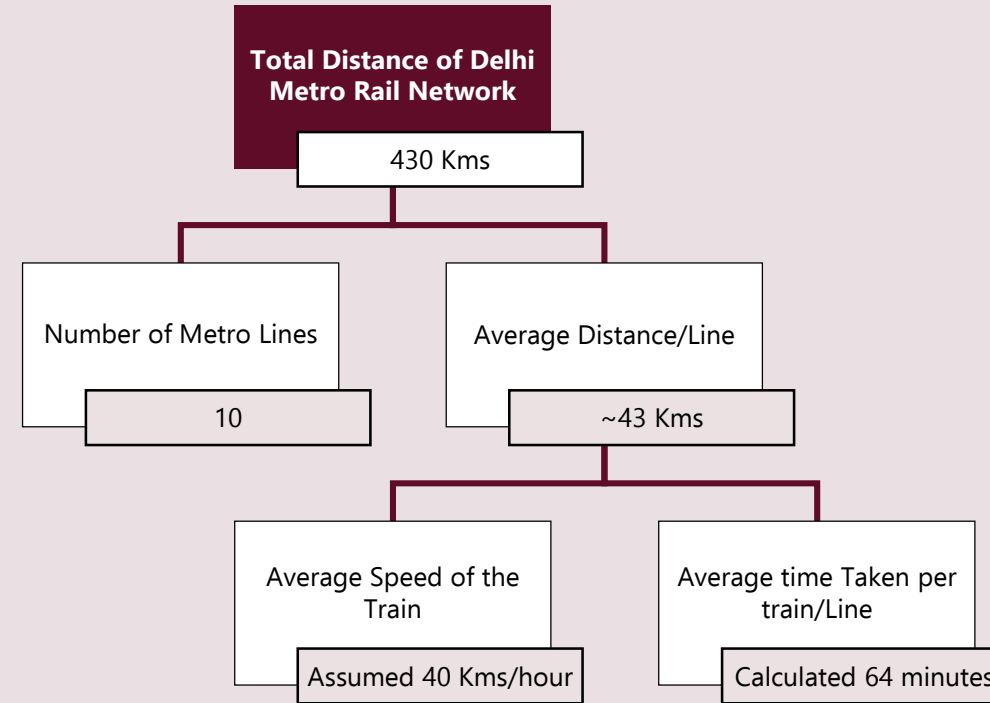 Total Distance of Delhi
Metro Rail Network
430 Kms
Number of Metro Lines
10
Average Distance/Line
~43 Kms
Average Speed of the
Train
Assumed 40 Kms/hour
Average time Taken per
train/Line
Calculated 64 minutes